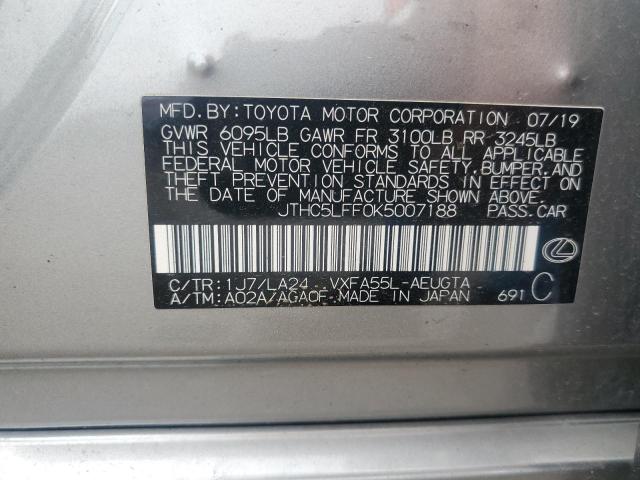 MFD.BY:TOYOTA MOTOR CORPORATION 07/19
GVWR 6095LB GAWR FR 3100LB RR 3245LB
THIS VEHICLE CONFORMS TO ALL APPLICABLE
FEDERAL MOTOR VEHICLE SAFETY,BUMPER,AND
THEFT PREVENTION STANDARDS IN EFFECT ON
THE DATE OF MANUFACTURE SHOWN ABOVE.
JTHC5LFF0K5007188 PASS.CAR
C/TR:1J7/LA24 VXFA55L-AEUGTA
A/TM:A02A/AGA0F MADE IN JAPAN 691 C